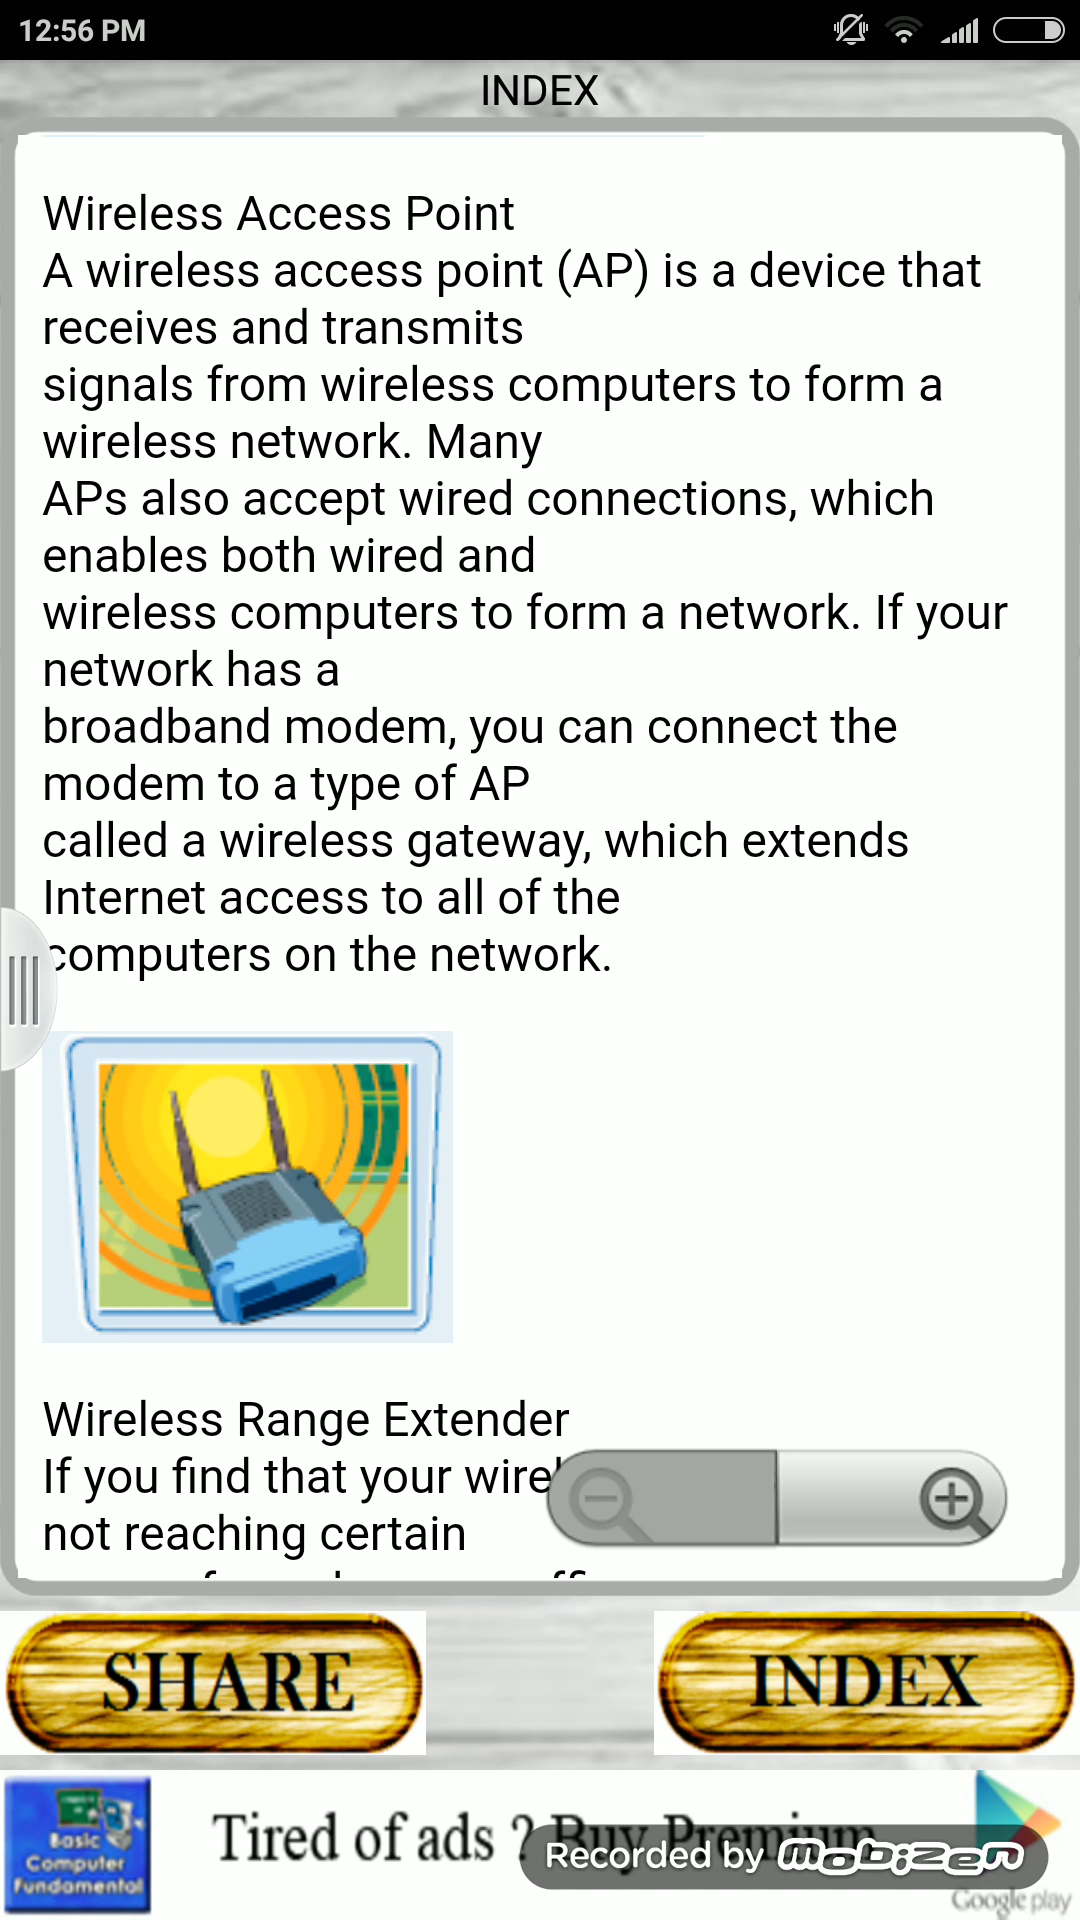 12:56 PM
INDEX
Wireless Access Point
A wireless access point (AP) is a device that
receives and transmits
signals from wireless computers to form a
wireless network. Many
APs also accept wired connections, which
enables both wired and
wireless computers to form a network. If your
network has a
broadband modem, you can connect the
modem to a type of AP
called a wireless gateway, which extends
Internet access to all of the
computers on the network.
Wireless Range Extender
If you find that your
not reaching certain
SHARE
INDEX
Basic
Computer
Fundamental
Tired of ads ? Buy Premium
Recorded by mobizen
Google play